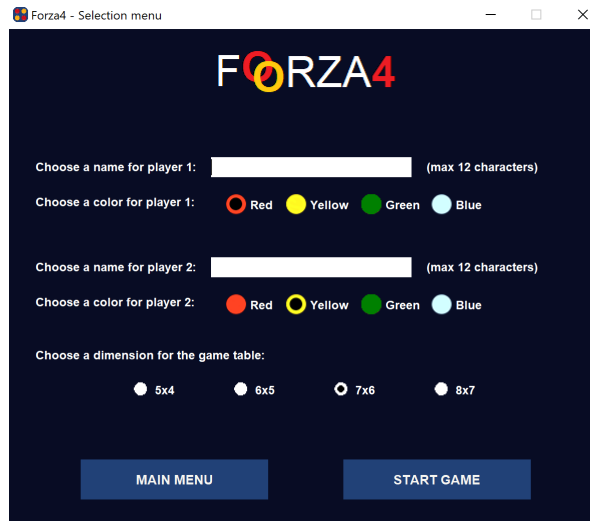 Forza4 - Selection menu
FOORZA4
Choose a name for player 1: (max 12 characters)
Choose a color for player 1: Red Yellow Green Blue
Choose a name for player 2: (max 12 characters)
Choose a color for player 2: Red Yellow Green Blue
Choose a dimension for the game table:
5x4 6x5 7x6 8x7
MAIN MENU START GAME